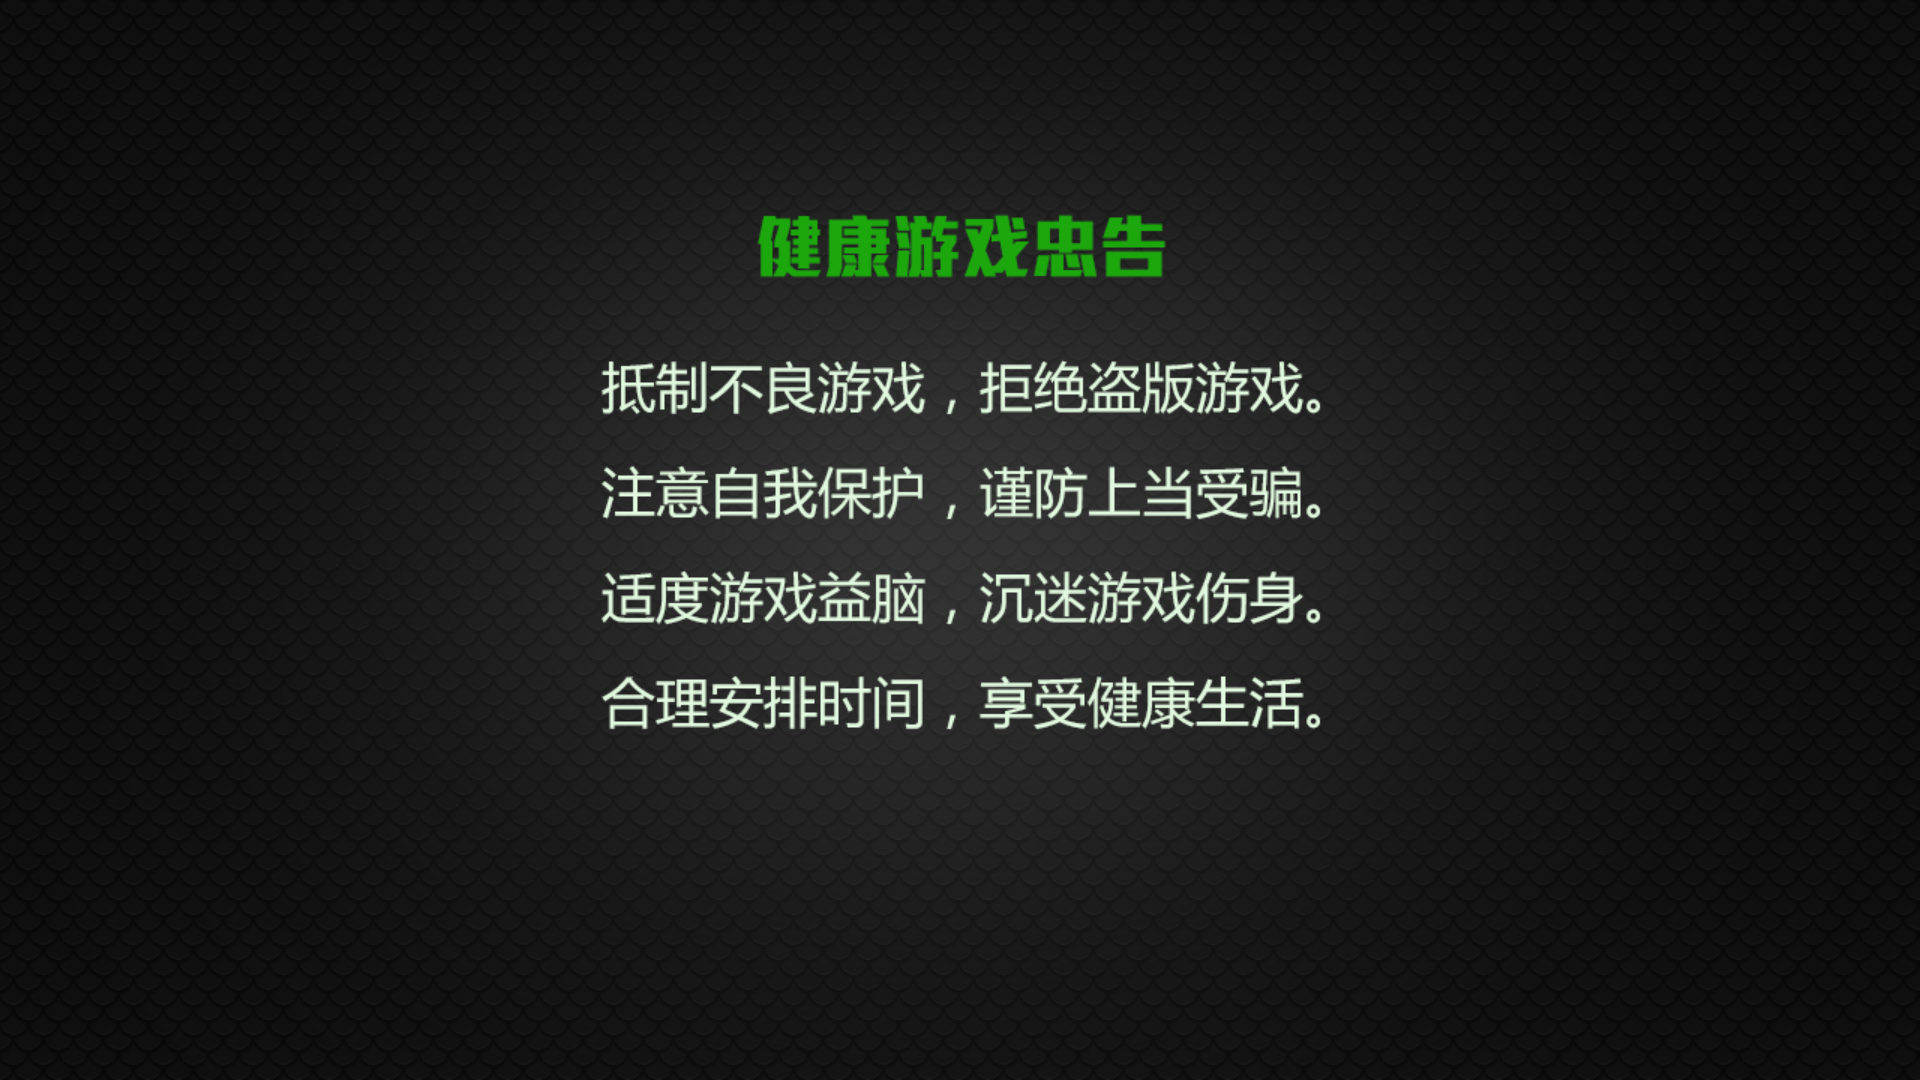 健康游戏忠告
抵制不良游戏，拒绝盗版游戏。
注意自我保护，谨防上当受骗。
适度游戏益脑，沉迷游戏伤身。
合理安排时间，享受健康生活。